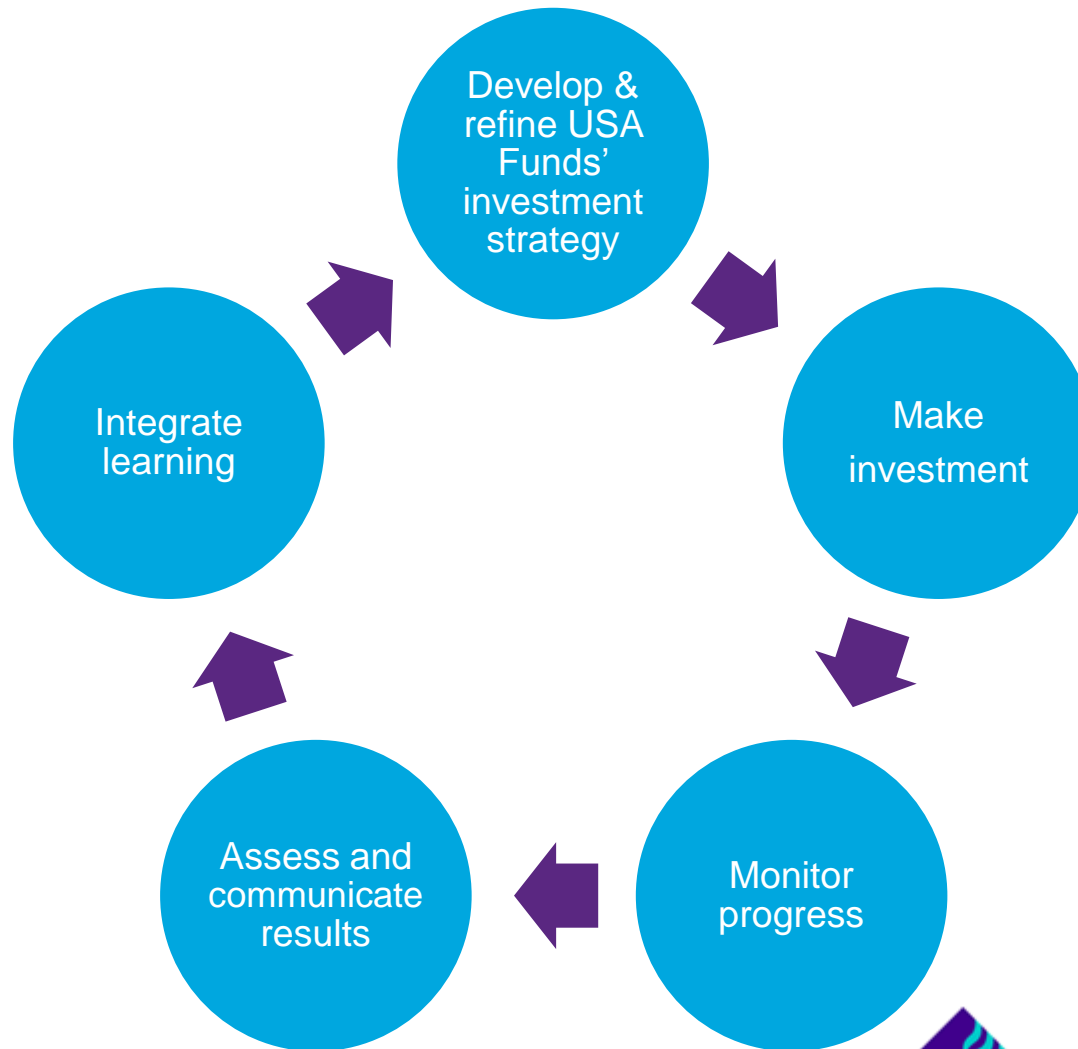 Develop &
refine USA
Funds’
investment
strategy
Make
investment
Monitor
progress
Assess and
communicate
results
Integrate
learning